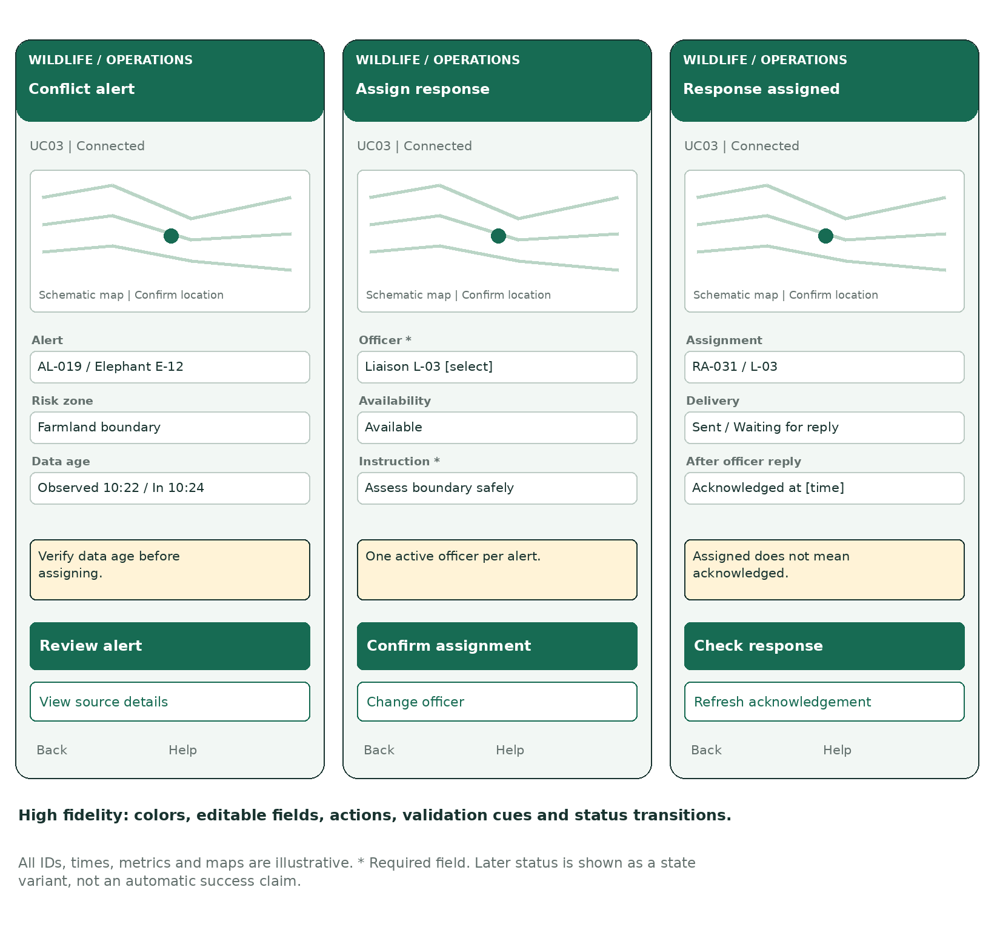 WILDLIFE / OPERATIONS
Conflict alert
UC03 | Connected
Schematic map | Confirm location
Alert
AL-019 / Elephant E-12
Risk zone
Farmland boundary
Data age
Observed 10:22 / In 10:24
Verify data age before
assigning.
Review alert
View source details
Back
Help
WILDLIFE / OPERATIONS
Assign response
UC03 | Connected
Schematic map | Confirm location
Officer *
Liaison L-03 [select]
Availability
Available
Instruction *
Assess boundary safely
One active officer per alert.
Confirm assignment
Change officer
Back
Help
WILDLIFE / OPERATIONS
Response assigned
UC03 | Connected
Schematic map | Confirm location
Assignment
RA-031 / L-03
Delivery
Sent / Waiting for reply
After officer reply
Acknowledged at [time]
Assigned does not mean
acknowledged.
Check response
Refresh acknowledgement
Back
Help
High fidelity: colors, editable fields, actions, validation cues and status transitions.
All IDs, times, metrics and maps are illustrative. * Required field. Later status is shown as a state
variant, not an automatic success claim.